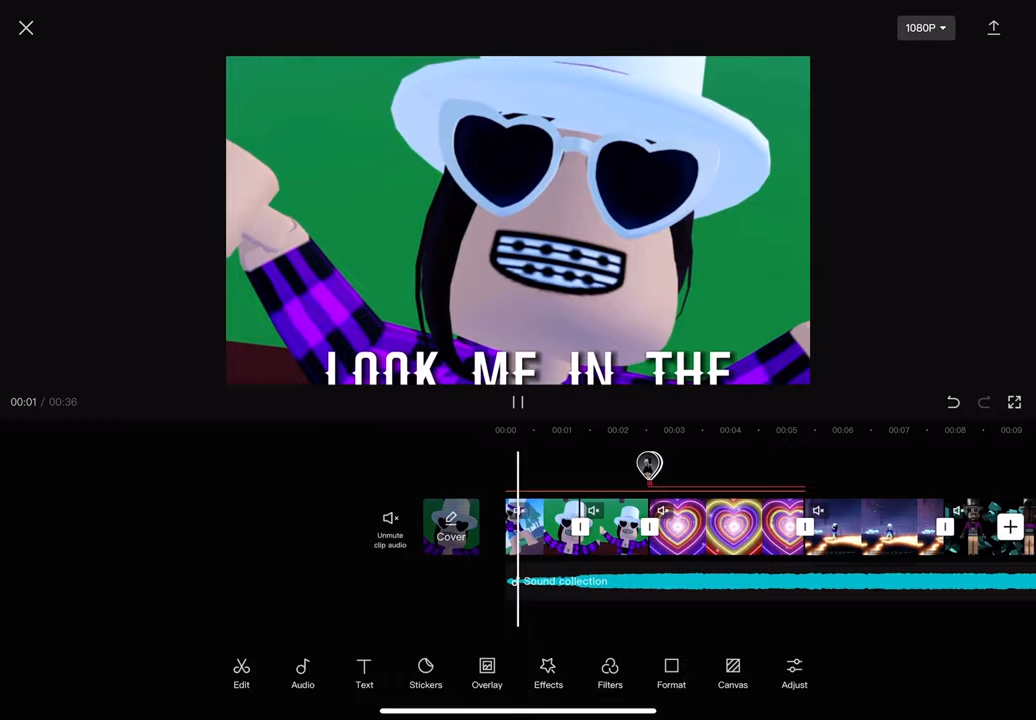 1080P
LOOK ME IN THE
00:01 / 00:36
00:00 00:01 00:02 00:03 00:04 00:05 00:06 00:07 00:08 00:09
Unmute
clip audio
Cover
Sound collection
Edit Audio Text Stickers Overlay Effects Filters Format Canvas Adjust